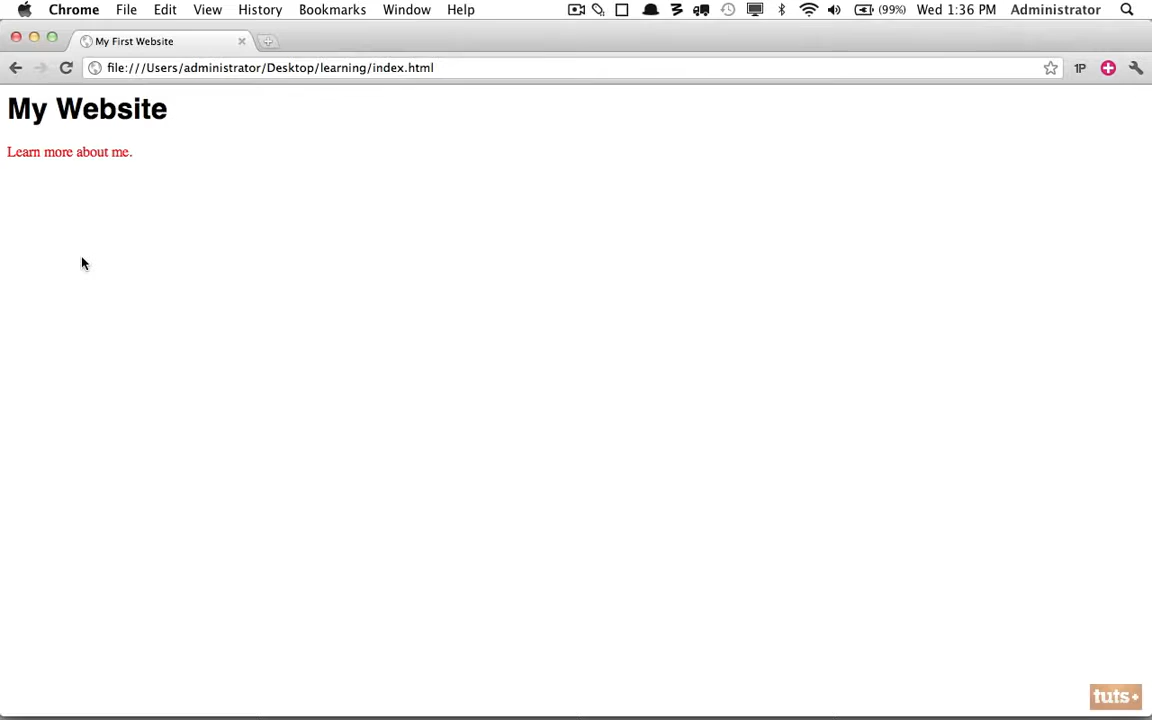 Chrome File Edit View History Bookmarks Window Help (99%) Wed 1:36 PM Administrator
My First Website
file:///Users/administrator/Desktop/learning/index.html 1P
My Website
Learn more about me.
tuts+